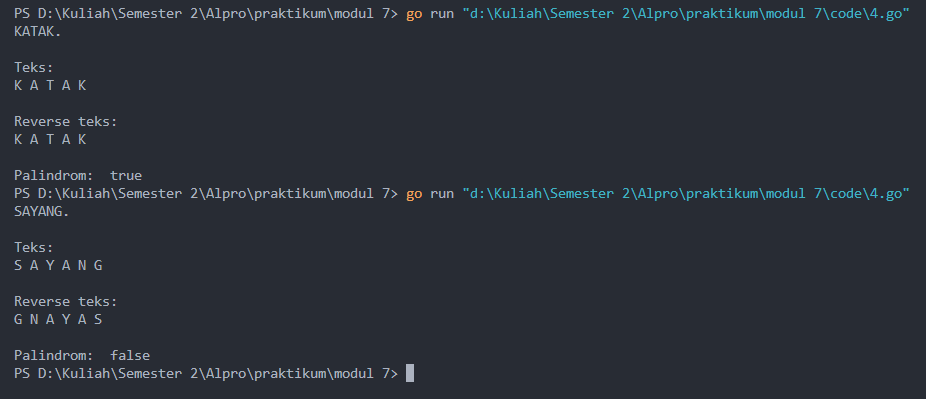 PS D:\Kuliah\Semester 2\Alpro\praktikum\modul 7> go run "d:\Kuliah\Semester 2\Alpro\praktikum\modul 7\code\4.go"
KATAK.
Teks:
K A T A K
Reverse teks:
K A T A K
Palindrom:  true
PS D:\Kuliah\Semester 2\Alpro\praktikum\modul 7> go run "d:\Kuliah\Semester 2\Alpro\praktikum\modul 7\code\4.go"
SAYANG.
Teks:
S A Y A N G
Reverse teks:
G N A Y A S
Palindrom:  false
PS D:\Kuliah\Semester 2\Alpro\praktikum\modul 7>